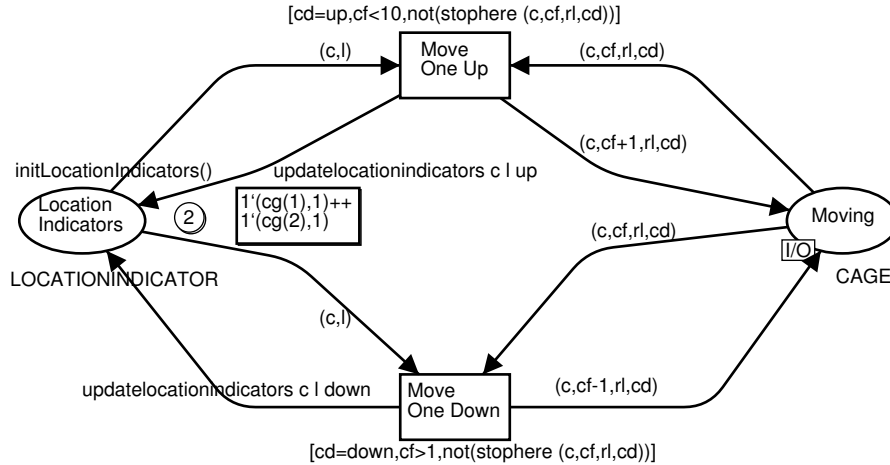 [cd=up,cf<10,not(stophere (c,cf,rl,cd))]
(c,l)
Move
One Up
(c,cf,rl,cd)
(c,cf+1,rl,cd)
initLocationIndicators()
updatelocationindicators c l up
Location
Indicators
2
1‘(cg(1),1)++
1‘(cg(2),1)
Moving
(c,cf,rl,cd)
I/O
LOCATIONINDICATOR
CAGE
(c,l)
updatelocationindicators c l down
Move
One Down
(c,cf-1,rl,cd)
[cd=down,cf>1,not(stophere (c,cf,rl,cd))]